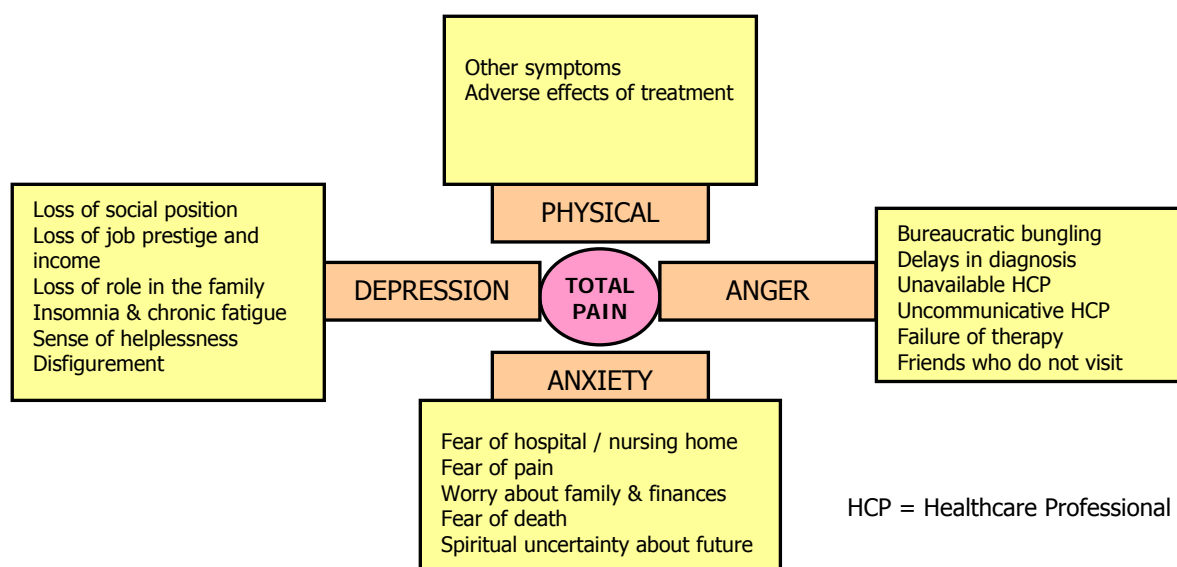 Other symptoms
Adverse effects of treatment
PHYSICAL
Loss of social position
Loss of job prestige and
income
Loss of role in the family
Insomnia & chronic fatigue
Sense of helplessness
Disfigurement
DEPRESSION
TOTAL
PAIN
ANGER
Bureaucratic bungling
Delays in diagnosis
Unavailable HCP
Uncommunicative HCP
Failure of therapy
Friends who do not visit
ANXIETY
Fear of hospital / nursing home
Fear of pain
Worry about family & finances
Fear of death
Spiritual uncertainty about future
HCP = Healthcare Professional